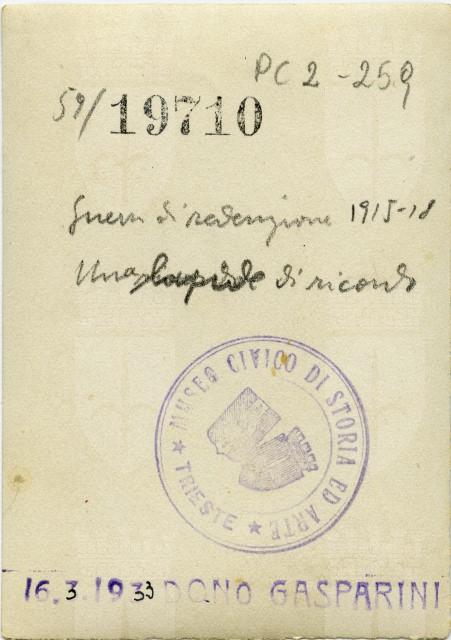 PC 2 - 259
59/19710
Guerra di redenzione 1915-18
Una lapide di ricordo
MUSEO CIVICO DI STORIA ED ARTE
★ TRIESTE ★
16.3.1933 DONO GASPARINI